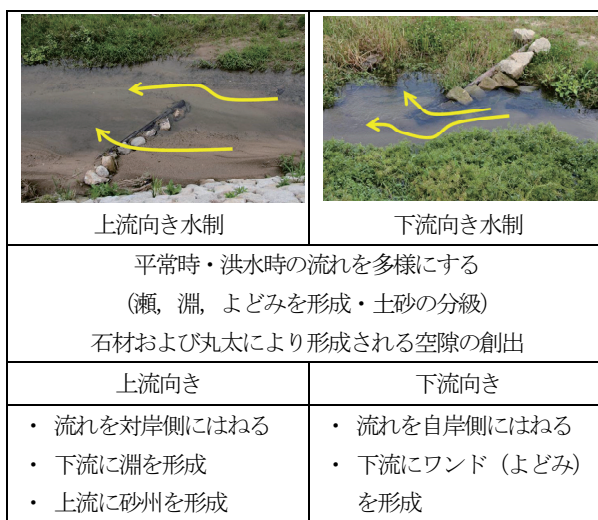 上流向き水制
下流向き水制
平常時・洪水時の流れを多様にする
(瀬，淵，よどみを形成・土砂の分級)
石材および丸太により形成される空隙の創出
上流向き
下流向き
・ 流れを対岸側にはねる
・ 下流に淵を形成
・ 上流に砂州を形成
・ 流れを自岸側にはねる
・ 下流にワンド（よどみ）
を形成